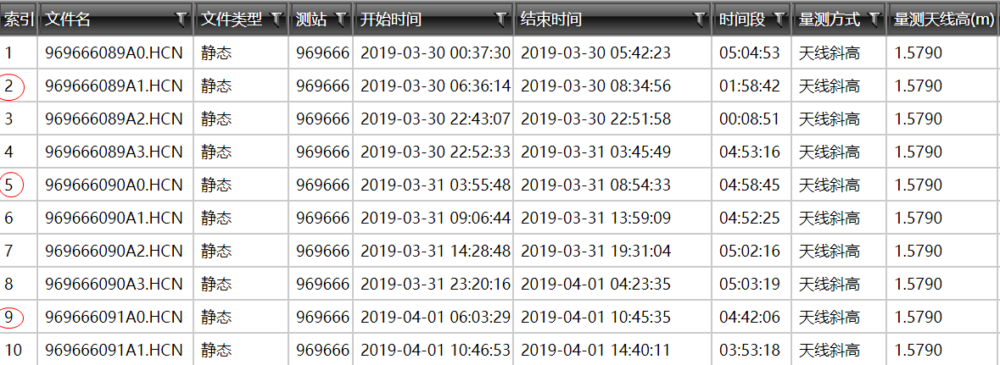 索引 文件名 文件类型 测站 开始时间 结束时间 时间段 量测方式 量测天线高(m)
1 969666089A0.HCN 静态 969666 2019-03-30 00:37:30 2019-03-30 05:42:23 05:04:53 天线斜高 1.5790
2 969666089A1.HCN 静态 969666 2019-03-30 06:36:14 2019-03-30 08:34:56 01:58:42 天线斜高 1.5790
3 969666089A2.HCN 静态 969666 2019-03-30 22:43:07 2019-03-30 22:51:58 00:08:51 天线斜高 1.5790
4 969666089A3.HCN 静态 969666 2019-03-30 22:52:33 2019-03-31 03:45:49 04:53:16 天线斜高 1.5790
5 969666090A0.HCN 静态 969666 2019-03-31 03:55:48 2019-03-31 08:54:33 04:58:45 天线斜高 1.5790
6 969666090A1.HCN 静态 969666 2019-03-31 09:06:44 2019-03-31 13:59:09 04:52:25 天线斜高 1.5790
7 969666090A2.HCN 静态 969666 2019-03-31 14:28:48 2019-03-31 19:31:04 05:02:16 天线斜高 1.5790
8 969666090A3.HCN 静态 969666 2019-03-31 23:20:16 2019-04-01 04:23:35 05:03:19 天线斜高 1.5790
9 969666091A0.HCN 静态 969666 2019-04-01 06:03:29 2019-04-01 10:45:35 04:42:06 天线斜高 1.5790
10 969666091A1.HCN 静态 969666 2019-04-01 10:46:53 2019-04-01 14:40:11 03:53:18 天线斜高 1.5790